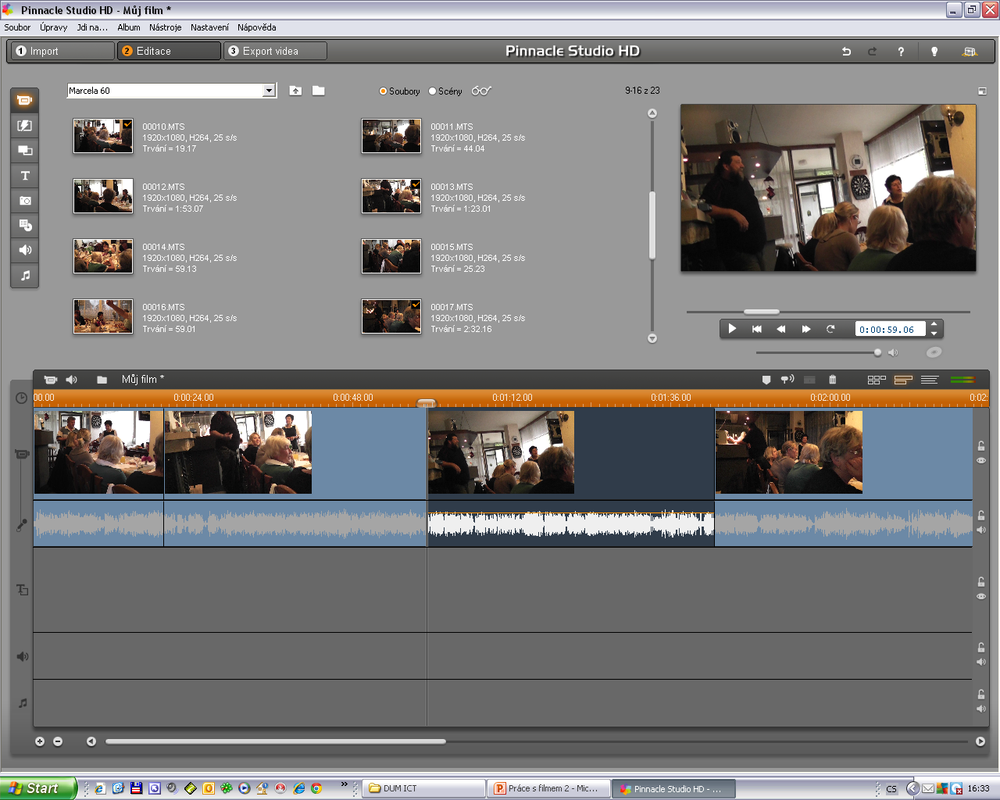 Pinnacle Studio HD - Můj film *
Soubor Úpravy Jdi na... Album Nástroje Nastavení Nápověda
1 Import 2 Editace 3 Export videa Pinnacle Studio HD ?
Marcela 60 Soubory Scény 9-16 z 23
00010.MTS
1920x1080, H264, 25 s/s
Trvání = 19.17
00011.MTS
1920x1080, H264, 25 s/s
Trvání = 44.04
00012.MTS
1920x1080, H264, 25 s/s
Trvání = 1:53.07
00013.MTS
1920x1080, H264, 25 s/s
Trvání = 1:23.01
00014.MTS
1920x1080, H264, 25 s/s
Trvání = 59.13
00015.MTS
1920x1080, H264, 25 s/s
Trvání = 25.23
00016.MTS
1920x1080, H264, 25 s/s
Trvání = 59.01
00017.MTS
1920x1080, H264, 25 s/s
Trvání = 2:32.16
0:00:59.06
Můj film *
00.00 0:00:24.00 0:00:48.00 0:01:12.00 0:01:36.00 0:02:00.00 0:02:
Start » DUM ICT Práce s filmem 2 - Mic... Pinnacle Studio HD - ... CS 16:33